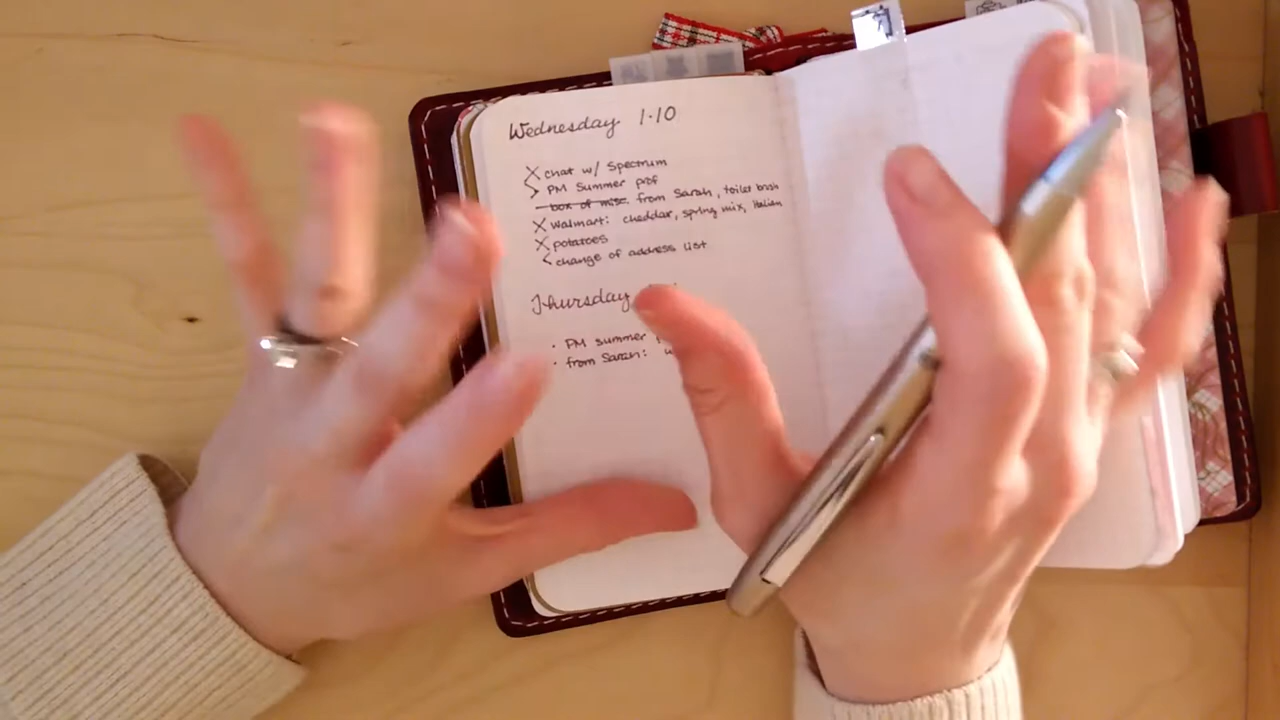 Wednesday 1·10
chat w/ Spectrum
PM Summer prof
box of misc. from Sarah, toilet brush
Walmart: cheddar, spring mix, italian
potatoes
change of address list
Thursday
· PM summer
· from Sarah: